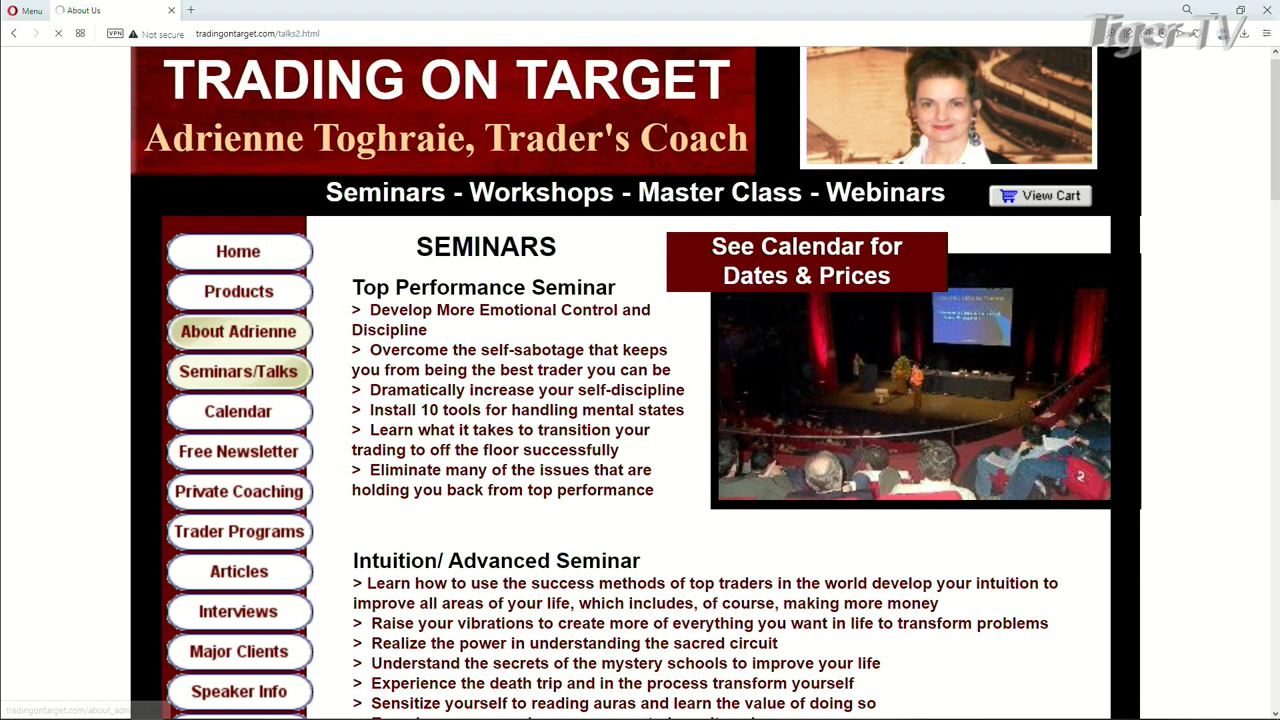 Menu
About Us
VPN
Not secure
tradingontarget.com/talks2.html
Tiger TV
TRADING ON TARGET
Adrienne Toghraie, Trader's Coach
Seminars - Workshops - Master Class - Webinars
View Cart
Home
Products
About Adrienne
Seminars/Talks
Calendar
Free Newsletter
Private Coaching
Trader Programs
Articles
Interviews
Major Clients
Speaker Info
SEMINARS
See Calendar for
Dates & Prices
Top Performance Seminar
> Develop More Emotional Control and
Discipline
> Overcome the self-sabotage that keeps
you from being the best trader you can be
> Dramatically increase your self-discipline
> Install 10 tools for handling mental states
> Learn what it takes to transition your
trading to off the floor successfully
> Eliminate many of the issues that are
holding you back from top performance
2
Intuition/ Advanced Seminar
> Learn how to use the success methods of top traders in the world develop your intuition to
improve all areas of your life, which includes, of course, making more money
> Raise your vibrations to create more of everything you want in life to transform problems
> Realize the power in understanding the sacred circuit
> Understand the secrets of the mystery schools to improve your life
> Experience the death trip and in the process transform yourself
> Sensitize yourself to reading auras and learn the value of doing so